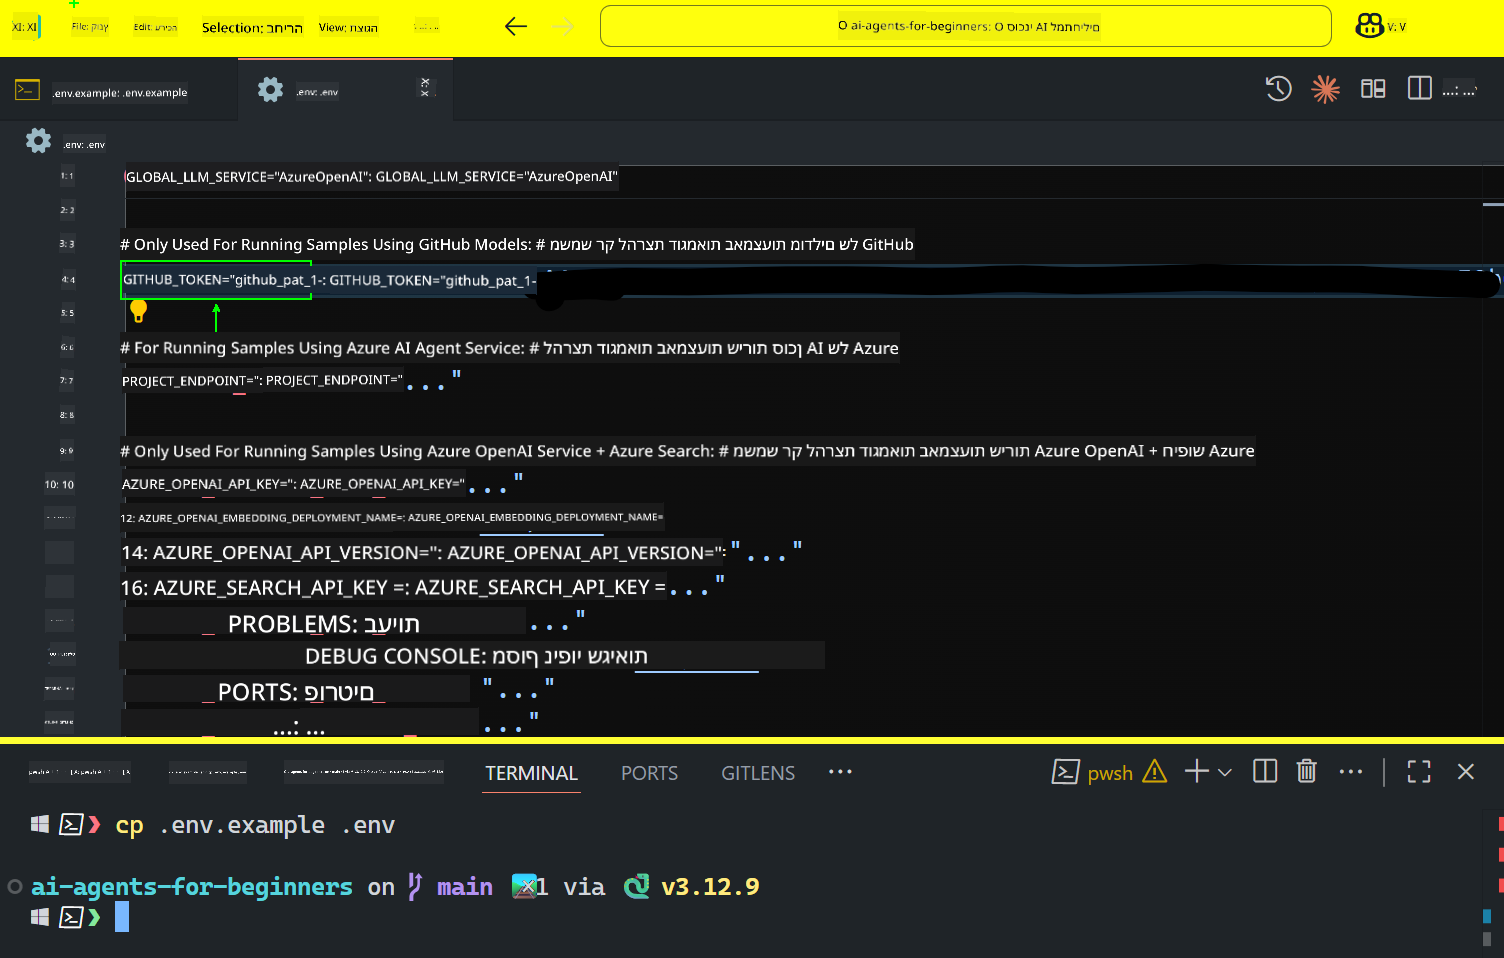 XI: XI File: קובץ Edit: עריכה Selection: בחירה View: תצוגה O ai-agents-for-beginners: O סוכני AI למתחילים V: V
.env.example: .env.example .env: .env ...: ...
.env: .env
1: 1 GLOBAL_LLM_SERVICE="AzureOpenAI": GLOBAL_LLM_SERVICE="AzureOpenAI"
2: 2
3: 3 # Only Used For Running Samples Using GitHub Models: # משמש רק להרצת דוגמאות באמצעות מודלים של GitHub
4: 4 GITHUB_TOKEN="github_pat_1-: GITHUB_TOKEN="github_pat_1-
5: 5
6: 6 # For Running Samples Using Azure AI Agent Service: # להרצת דוגמאות באמצעות שירות סוכן AI של Azure
7: 7 PROJECT_ENDPOINT=": PROJECT_ENDPOINT="..."
8: 8
9: 9 # Only Used For Running Samples Using Azure OpenAI Service + Azure Search: # משמש רק להרצת דוגמאות באמצעות שירות Azure OpenAI + חיפוש Azure
10: 10 AZURE_OPENAI_API_KEY=": AZURE_OPENAI_API_KEY="..."
12: AZURE_OPENAI_EMBEDDING_DEPLOYMENT_NAME=: AZURE_OPENAI_EMBEDDING_DEPLOYMENT_NAME=
14: AZURE_OPENAI_API_VERSION=": AZURE_OPENAI_API_VERSION=": "..."
16: AZURE_SEARCH_API_KEY =: AZURE_SEARCH_API_KEY =..."
PROBLEMS: בעיות ..."
DEBUG CONSOLE: מסוף ניפוי שגיאות
PORTS: פורטים "..."
...: ... ..."
TERMINAL PORTS GITLENS ... pwsh
cp .env.example .env
ai-agents-for-beginners on main 1 via v3.12.9